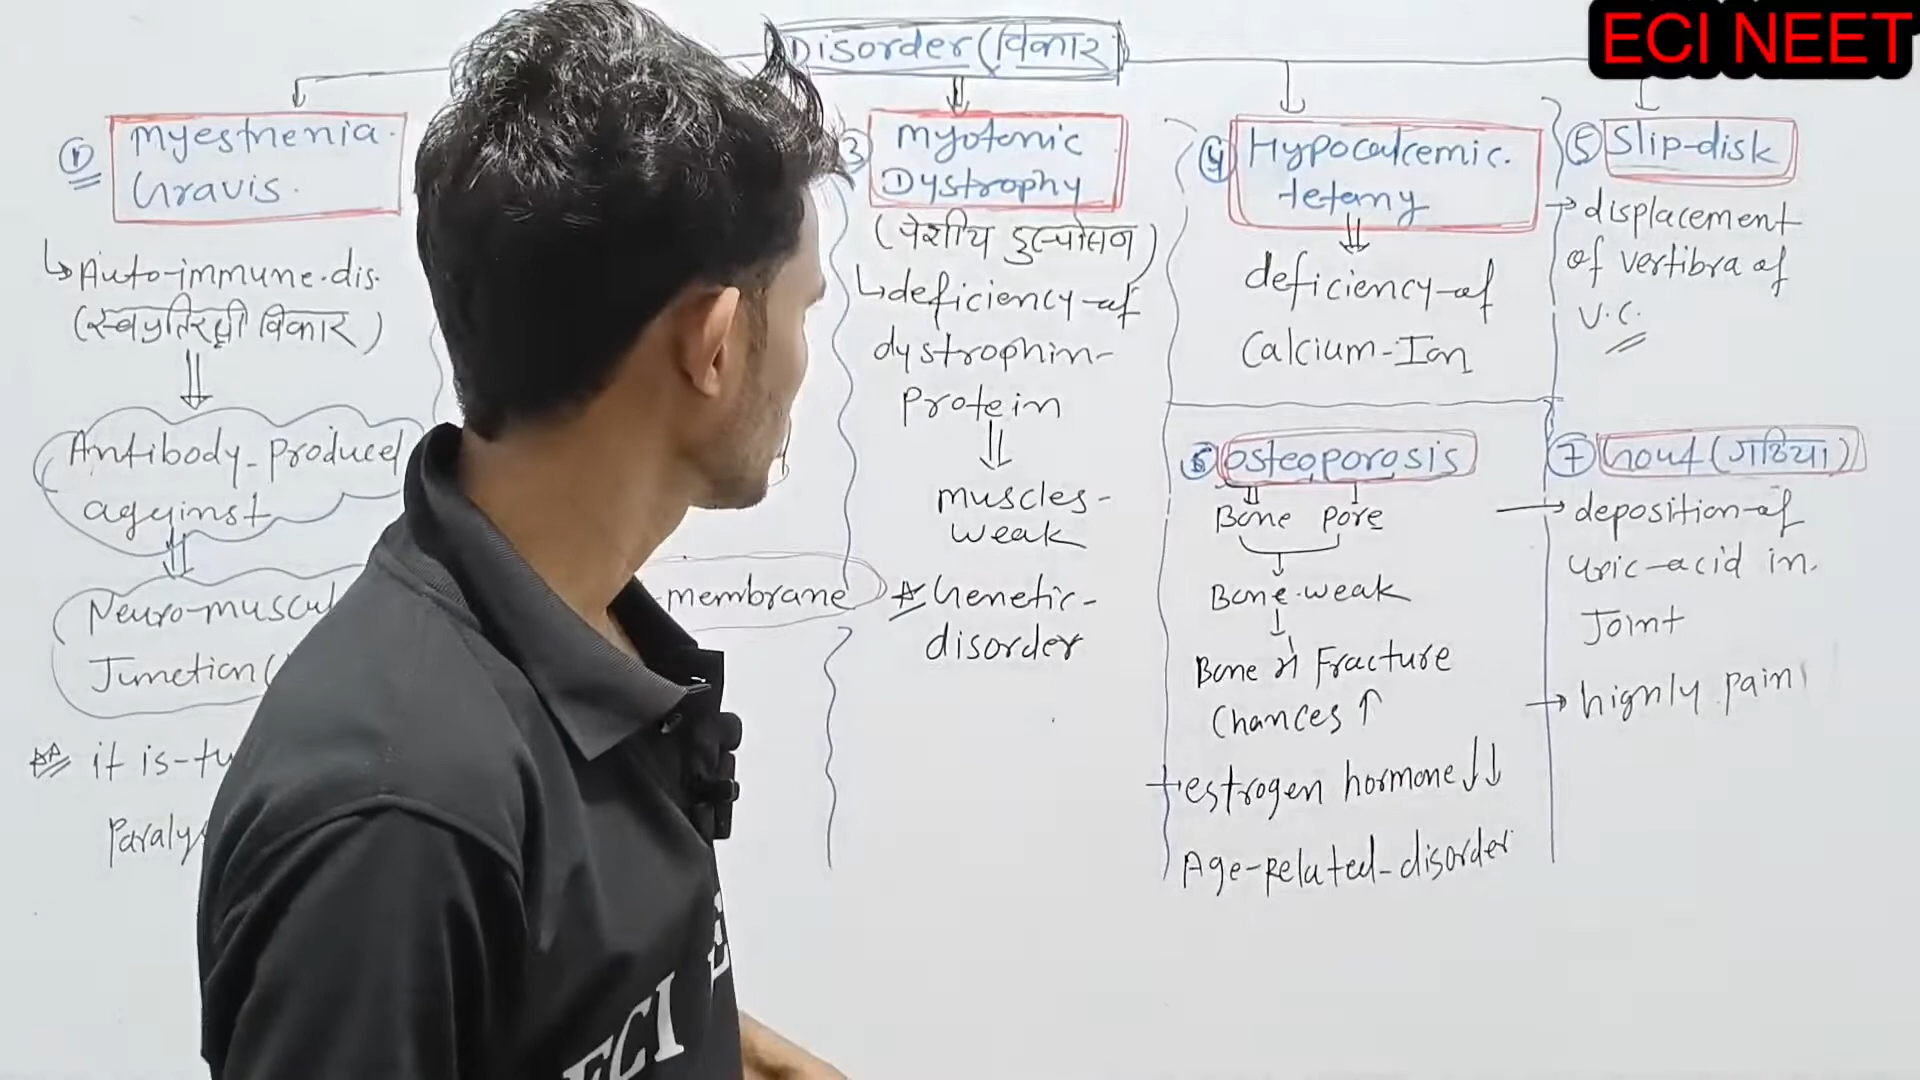 ECI NEET
Disorder (विकार
① Myesthenia
Gravis.
↳ Auto-immune.dis.
(स्वप्रतिरक्षी विकार)
Antibody-produced
against
Neuro-muscul
Junction (
it is-
Paralys
-membrane
3) Myotonic
Dystrophy
(पेशीय दुष्पोसन)
↳ deficiency-of
dystrophin-
Protein
muscles-
weak
Genetic-
disorder
④ Hypocalcemic.
tetany
deficiency-of
Calcium-Ion
⑤ Slip-disk
→ displacement
of vertibra of
V.C.
⑥ Osteoporosis
Bone Pore
Bone-weak
Bone में Fracture
Chances ↑
estrogen hormone ↓↓
Age-Related-disorder
⑦ Gout (गठिया)
→ deposition-of
uric-acid in.
Joint
→ highly pain
ECI